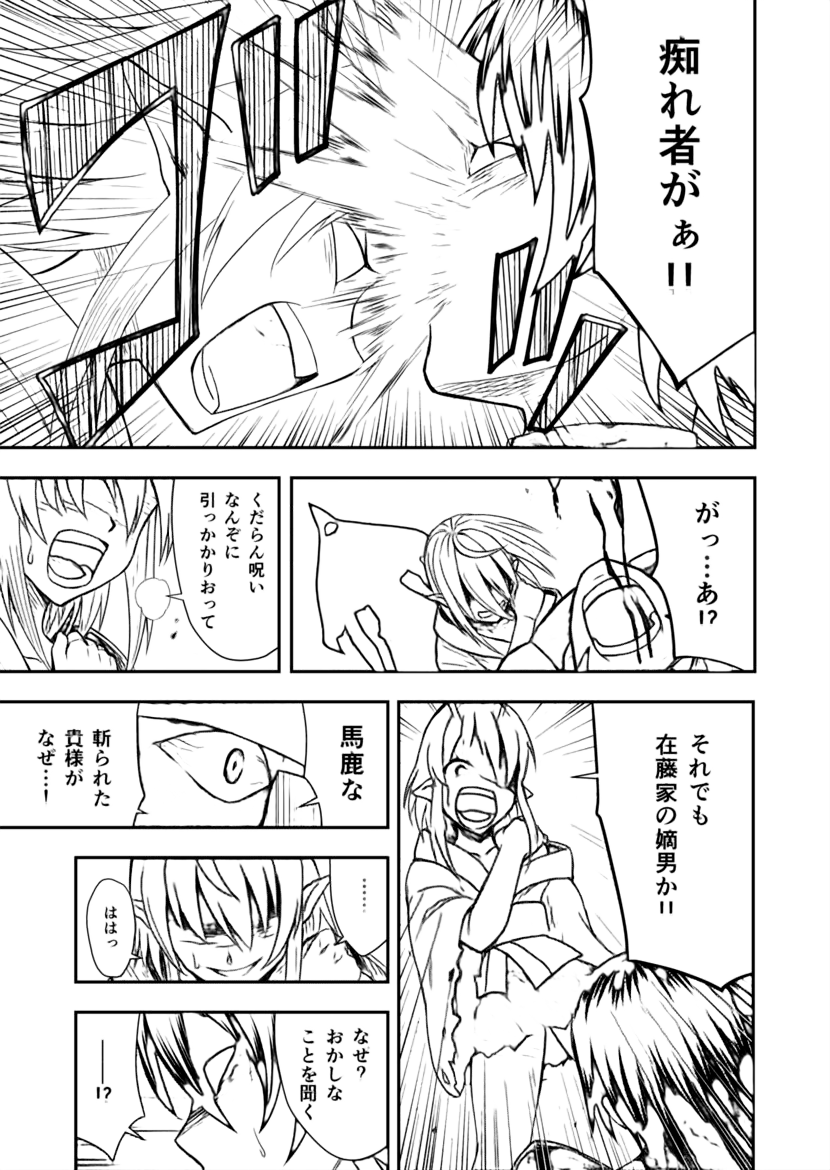 痴れ者がぁ!!
がっ…あ!?
くだらん呪い
なんぞに
引っかかりおって
それでも
在藤家の嫡男か!!
馬鹿な
斬られた
貴様が
なぜ…!
……
ははっ
なぜ？
おかしな
ことを聞く
──!?